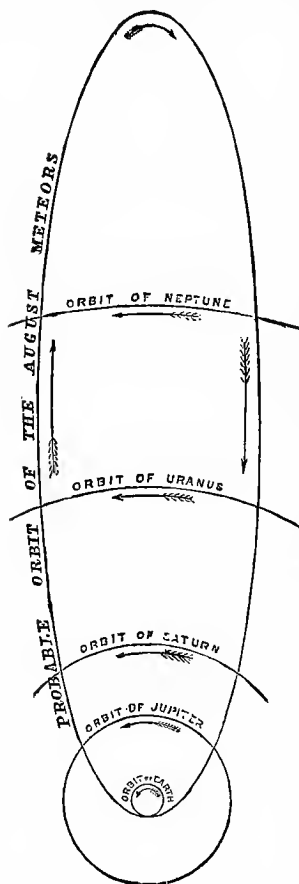 PROBABLE ORBIT OF THE AUGUST METEORS
ORBIT OF NEPTUNE
ORBIT OF URANUS
ORBIT OF SATURN
ORBIT OF JUPITER
ORBIT OF EARTH